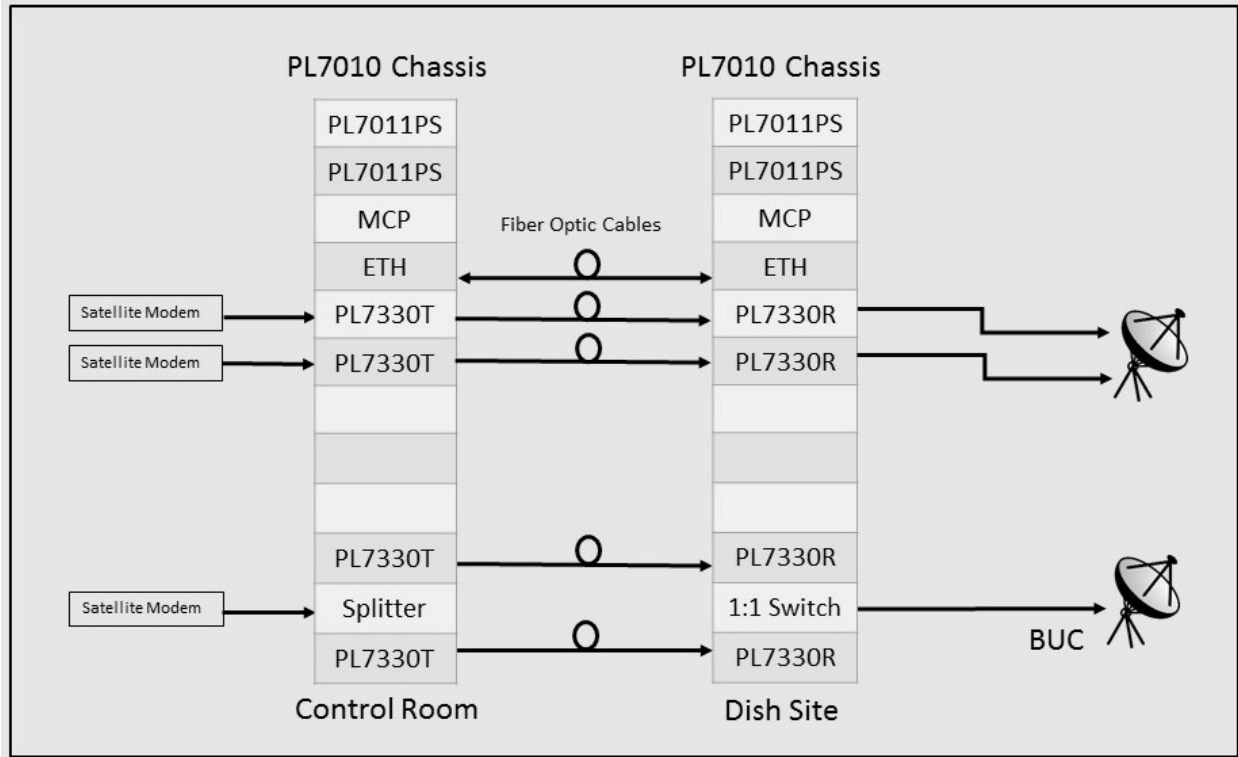 PL7010 Chassis
PL7010 Chassis
PL7011PS
PL7011PS
PL7011PS
PL7011PS
MCP
Fiber Optic Cables
MCP
ETH
ETH
Satellite Modem
PL7330T
PL7330R
Satellite Modem
PL7330T
PL7330R
PL7330T
PL7330R
Satellite Modem
Splitter
1:1 Switch
BUC
PL7330T
PL7330R
Control Room
Dish Site